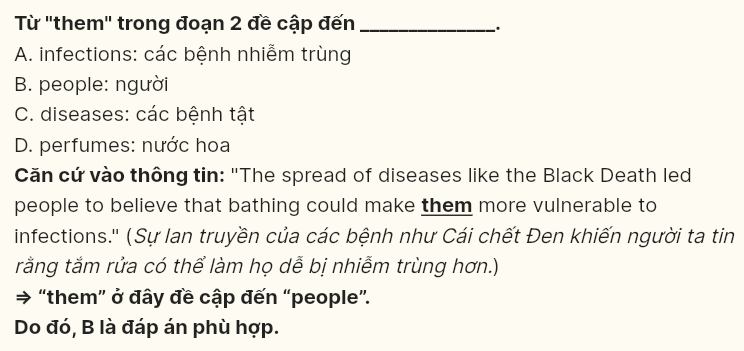 Từ "them" trong đoạn 2 đề cập đến _______________.
A. infections: các bệnh nhiễm trùng
B. people: người
C. diseases: các bệnh tật
D. perfumes: nước hoa
Căn cứ vào thông tin: "The spread of diseases like the Black Death led
people to believe that bathing could make them more vulnerable to
infections." (Sự lan truyền của các bệnh như Cái chết Đen khiến người ta tin
rằng tắm rửa có thể làm họ dễ bị nhiễm trùng hơn.)
⇒ “them” ở đây đề cập đến “people”.
Do đó, B là đáp án phù hợp.